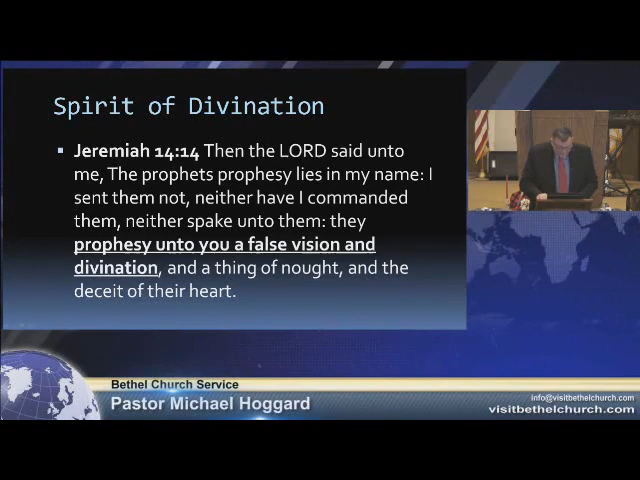 Spirit of Divination
▪ Jeremiah 14:14 Then the LORD said unto
me, The prophets prophesy lies in my name: I
sent them not, neither have I commanded
them, neither spake unto them: they
prophesy unto you a false vision and
divination, and a thing of nought, and the
deceit of their heart.
Bethel Church Service
Pastor Michael Hoggard
info@visitbethelchurch.com
visitbethelchurch.com